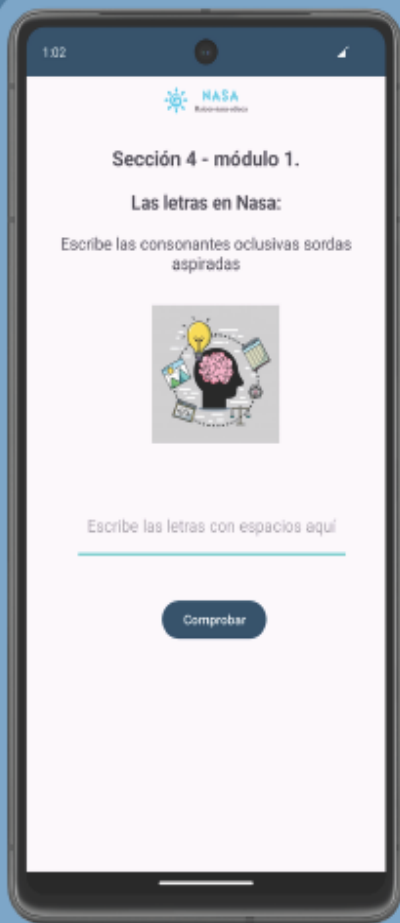 1:02
NASA
Sección 4 - módulo 1.
Las letras en Nasa:
Escribe las consonantes oclusivas sordas
aspiradas
Escribe las letras con espacios aquí
Comprobar